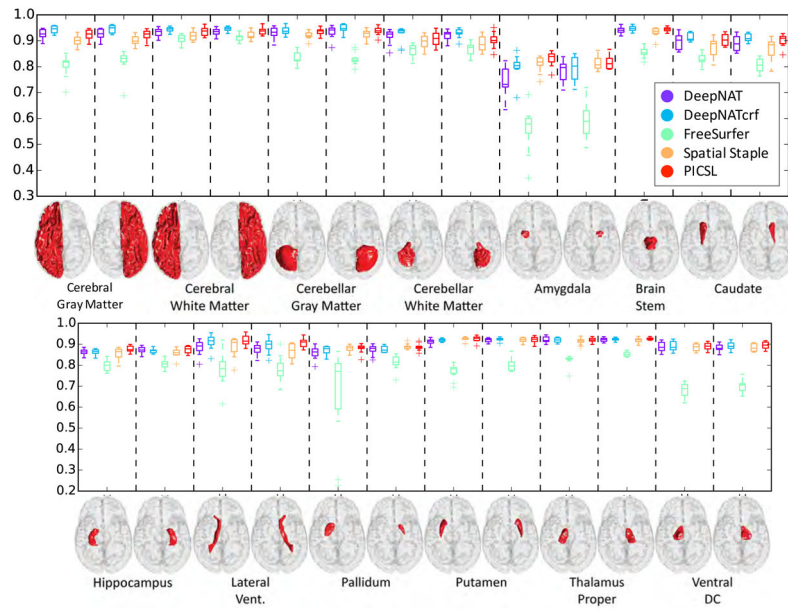 1.0
0.9
0.8
0.7
0.6
0.5
0.4
0.3
DeepNAT
DeepNATcrf
FreeSurfer
Spatial Staple
PICSL
Cerebral
Gray Matter
Cerebral
White Matter
Cerebellar
Gray Matter
Cerebellar
White Matter
Amygdala
Brain
Stem
Caudate
1.0
0.9
0.8
0.7
0.6
0.5
0.4
0.3
0.2
Hippocampus
Lateral
Vent.
Pallidum
Putamen
Thalamus
Proper
Ventral
DC